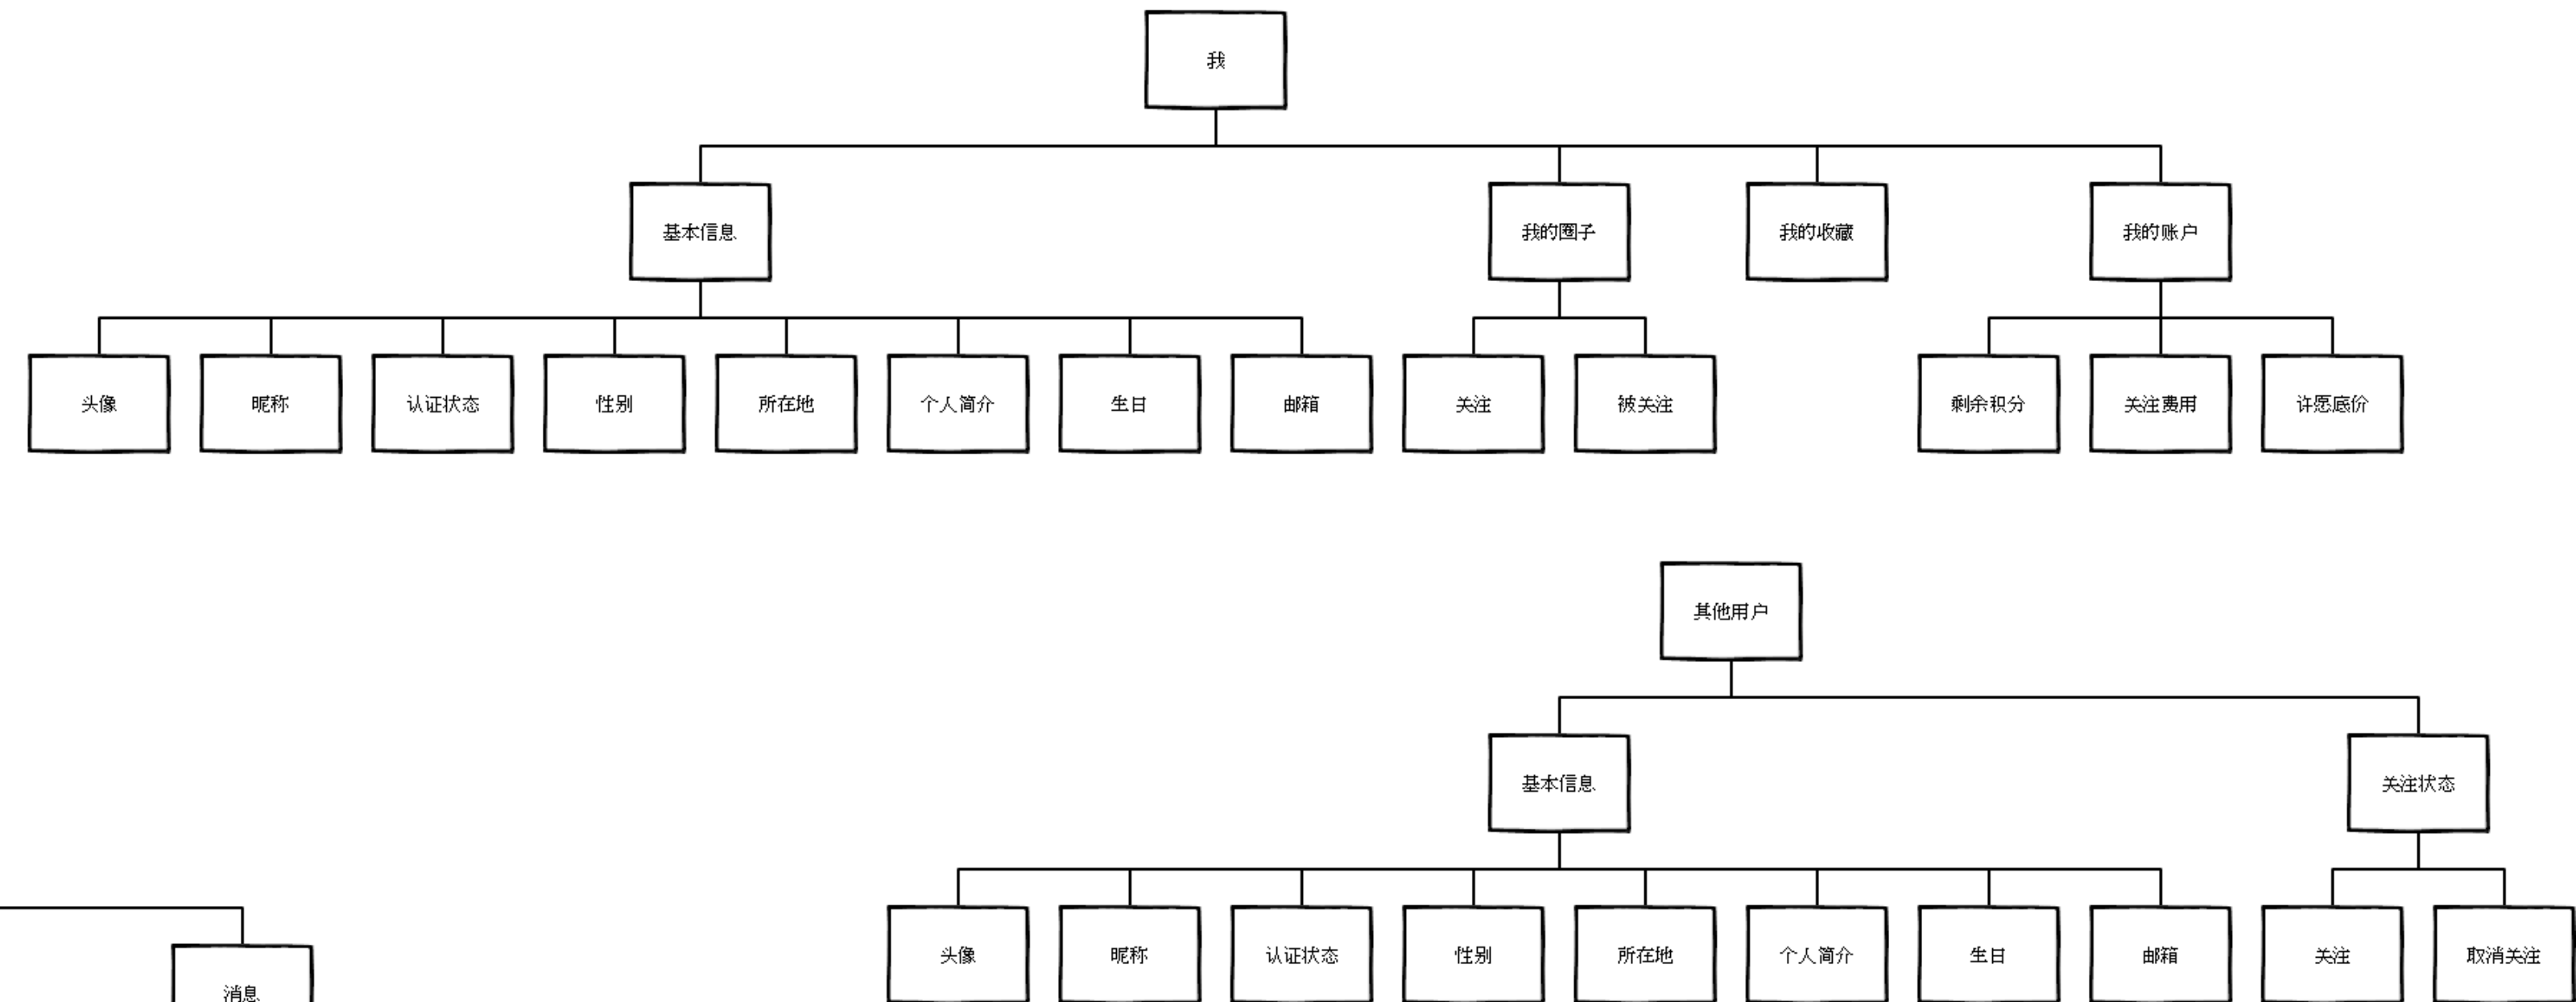 我
基本信息
我的圈子
我的收藏
我的账户
头像
昵称
认证状态
性别
所在地
个人简介
生日
邮箱
关注
被关注
剩余积分
关注费用
许愿底价
其他用户
基本信息
关注状态
头像
昵称
认证状态
性别
所在地
个人简介
生日
邮箱
关注
取消关注
消息